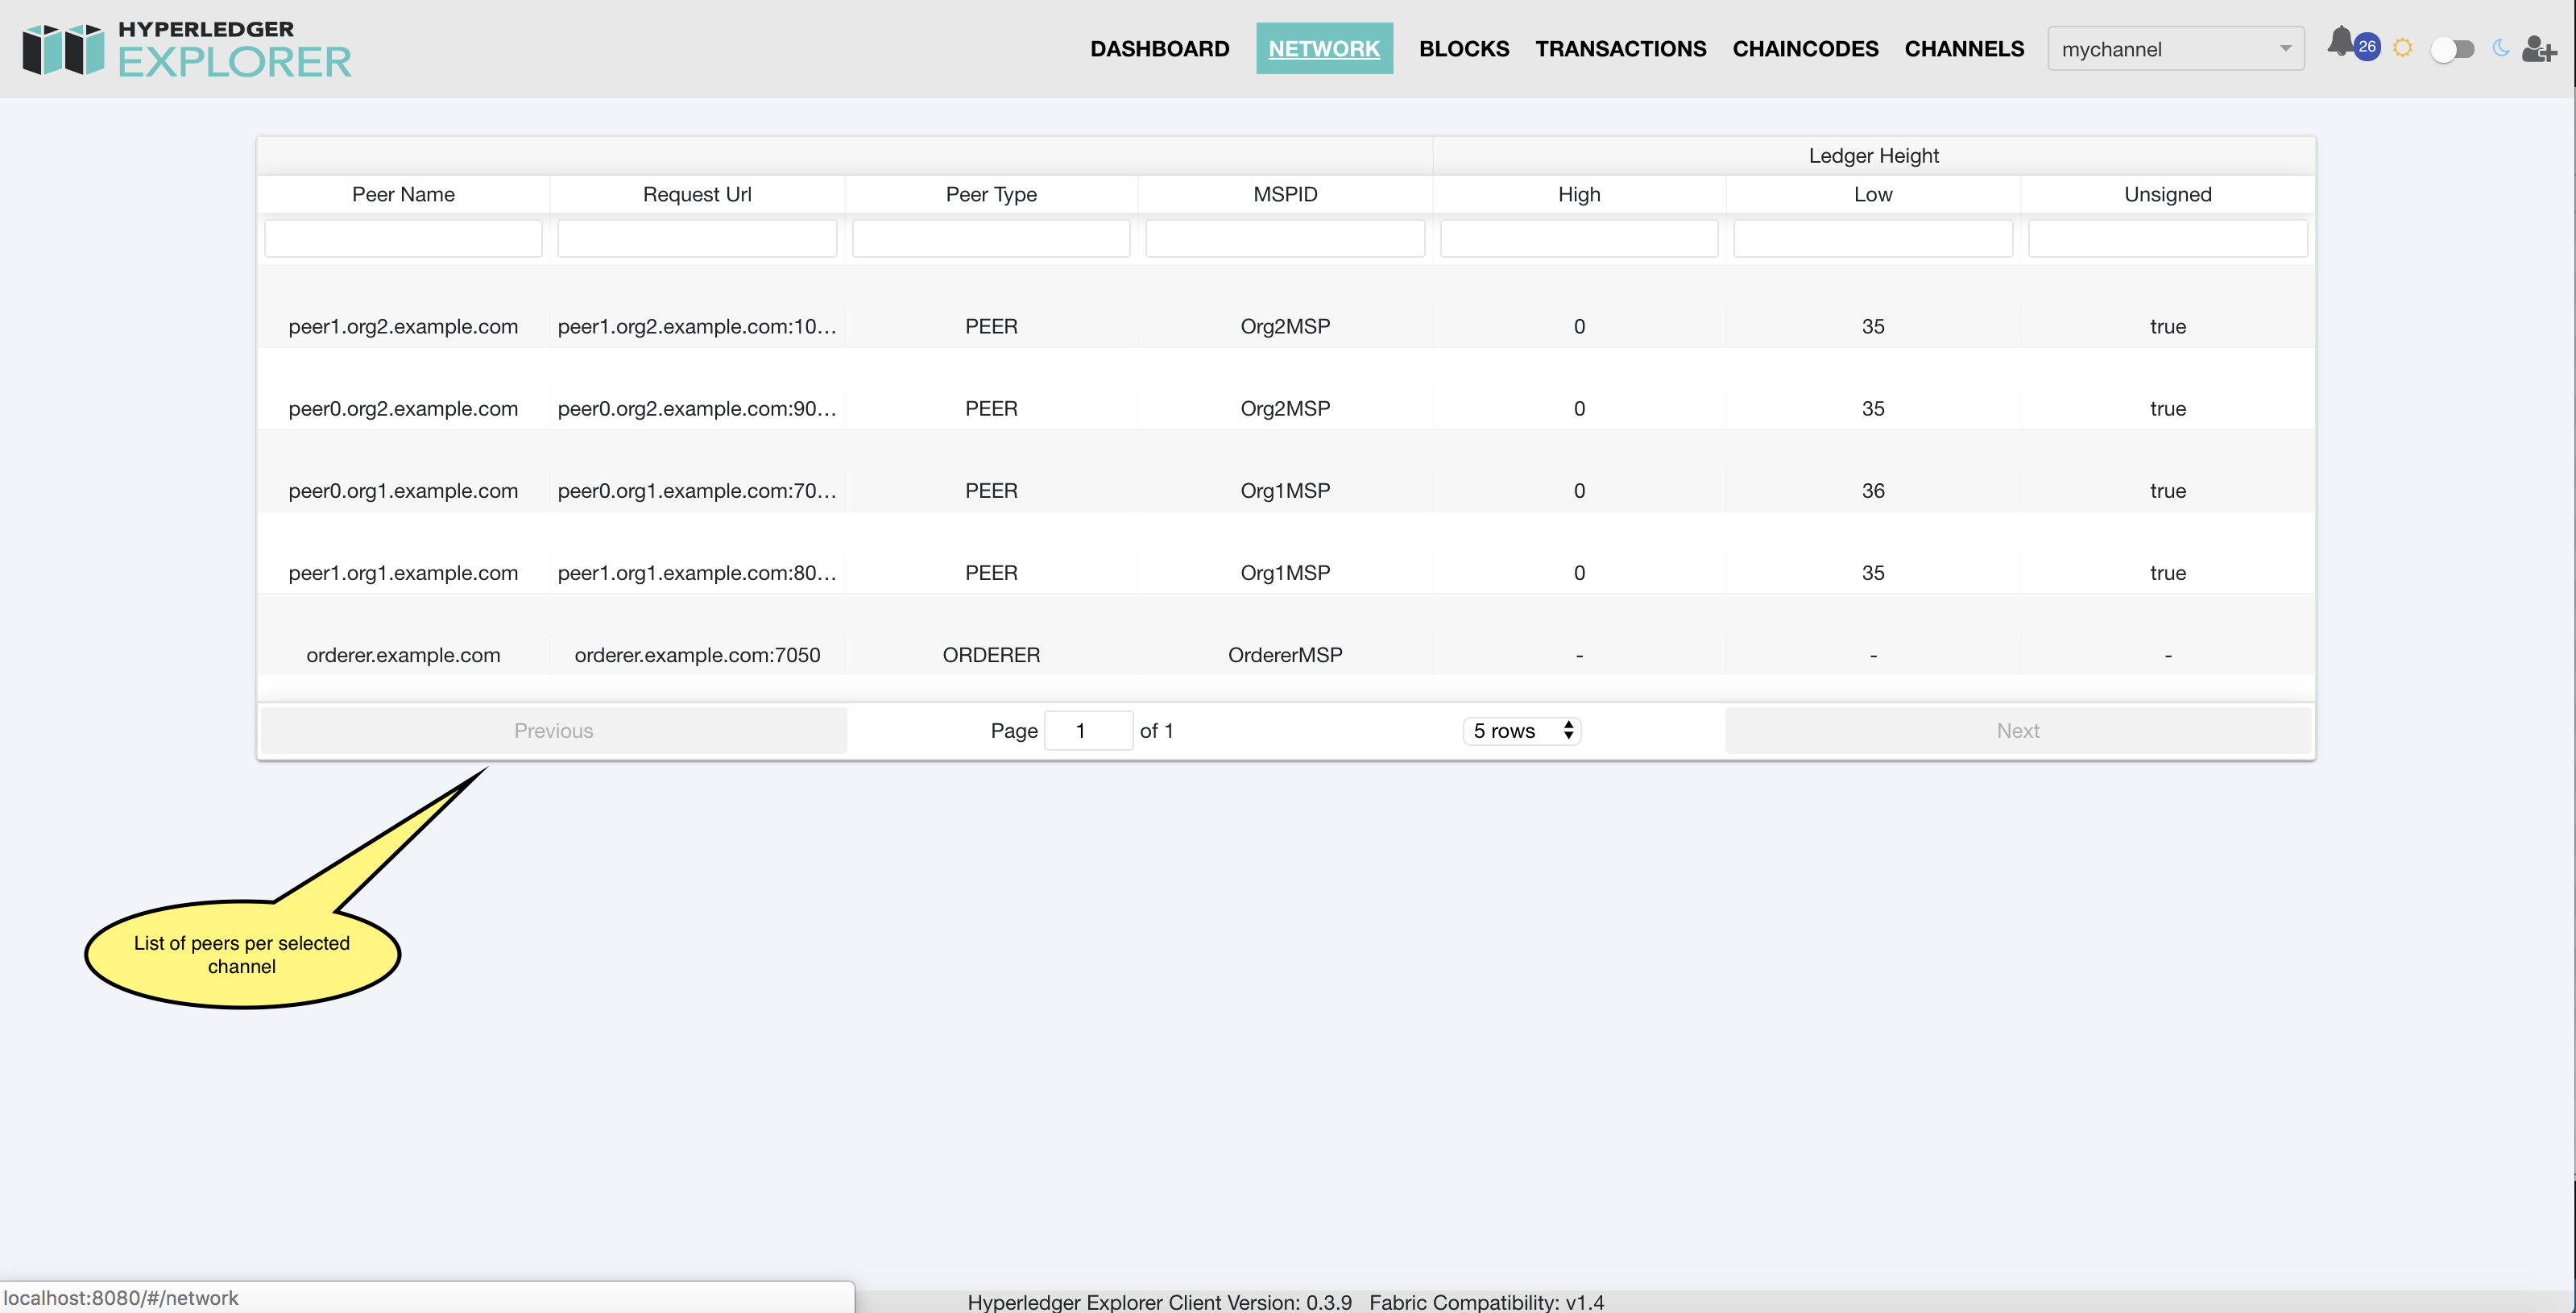 HYPERLEDGER
EXPLORER
DASHBOARD NETWORK BLOCKS TRANSACTIONS CHAINCODES CHANNELS mychannel 26
Ledger Height
Peer Name Request Url Peer Type MSPID High Low Unsigned
peer1.org2.example.com peer1.org2.example.com:10... PEER Org2MSP 0 35 true
peer0.org2.example.com peer0.org2.example.com:90... PEER Org2MSP 0 35 true
peer0.org1.example.com peer0.org1.example.com:70... PEER Org1MSP 0 36 true
peer1.org1.example.com peer1.org1.example.com:80... PEER Org1MSP 0 35 true
orderer.example.com orderer.example.com:7050 ORDERER OrdererMSP - - -
Previous Page 1 of 1 5 rows Next
List of peers per selected
channel
localhost:8080/#/network
Hyperledger Explorer Client Version: 0.3.9 Fabric Compatibility: v1.4